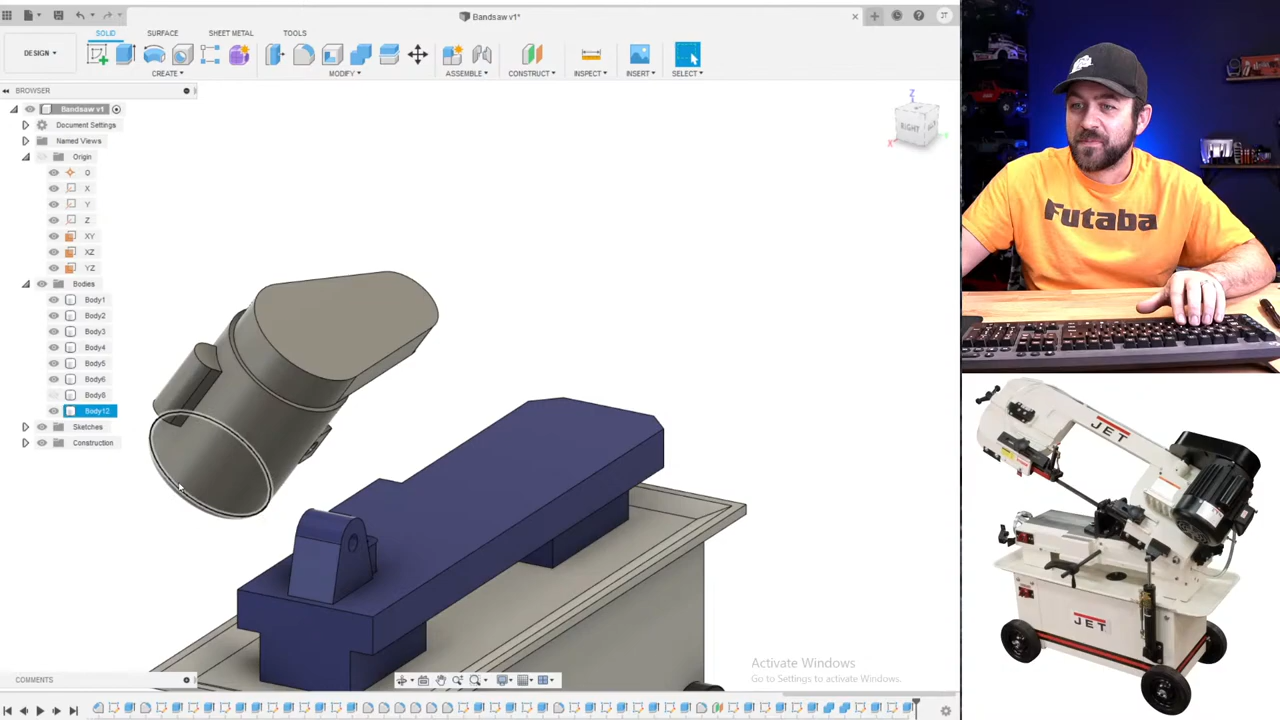 Bandsaw v1*
JT
DESIGN
SOLID
SURFACE
SHEET METAL
TOOLS
CREATE
MODIFY
ASSEMBLE
CONSTRUCT
INSPECT
INSERT
SELECT
BROWSER
Bandsaw v1
Document Settings
Named Views
Origin
O
X
Y
Z
XY
XZ
YZ
Bodies
Body1
Body2
Body3
Body4
Body5
Body6
Body8
Body12
Sketches
Construction
Z
RIGHT
X
Futaba
JET
JET
Activate Windows
Go to Settings to activate Windows.
COMMENTS